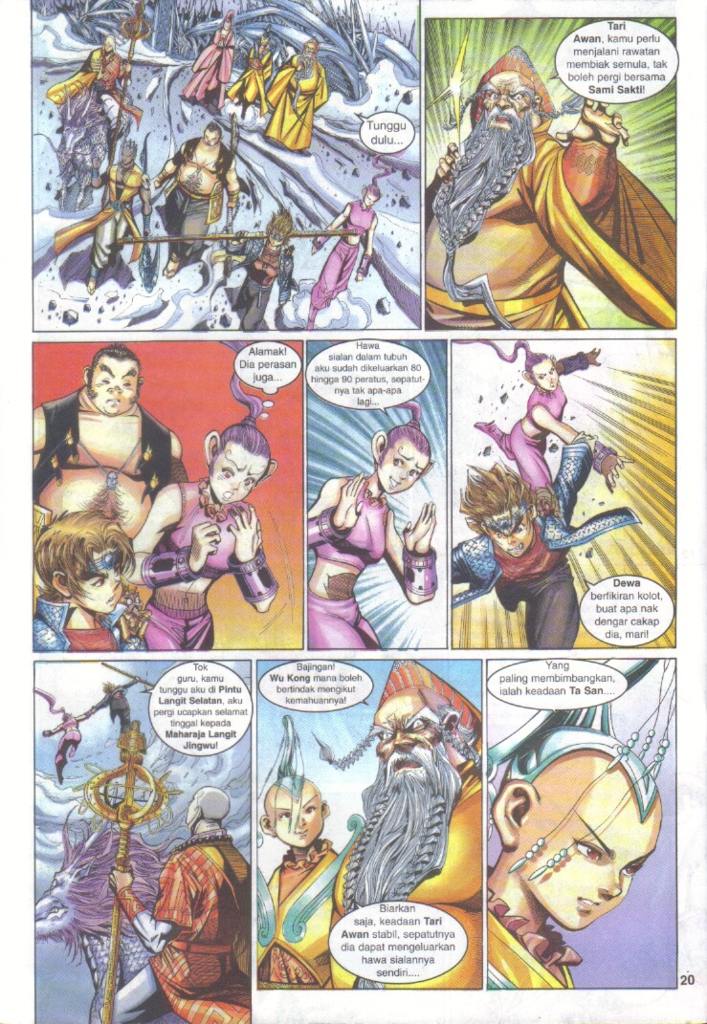 Tunggu
dulu...
Tari
Awan, kamu perlu
menjalani rawatan
membiak semula, tak
boleh pergi bersama
Sami Sakti!
Alamak!
Dia perasan
juga...
Hawa
sialan dalam tubuh
aku sudah dikeluarkan 80
hingga 90 peratus, sepatut-
nya tak apa-apa
lagi...
Dewa
berfikiran kolot,
buat apa nak
dengar cakap
dia, mari!
Tok
guru, kamu
tunggu aku di Pintu
Langit Selatan, aku
pergi ucapkan selamat
tinggal kepada
Maharaja Langit
Jingwu!
Bajingan!
Wu Kong mana boleh
bertindak mengikut
kemahuannya!
Biarkan
saja, keadaan Tari
Awan stabil, sepatutnya
dia dapat mengeluarkan
hawa sialannya
sendiri....
Yang
paling membimbangkan,
ialah keadaan Ta San....
20